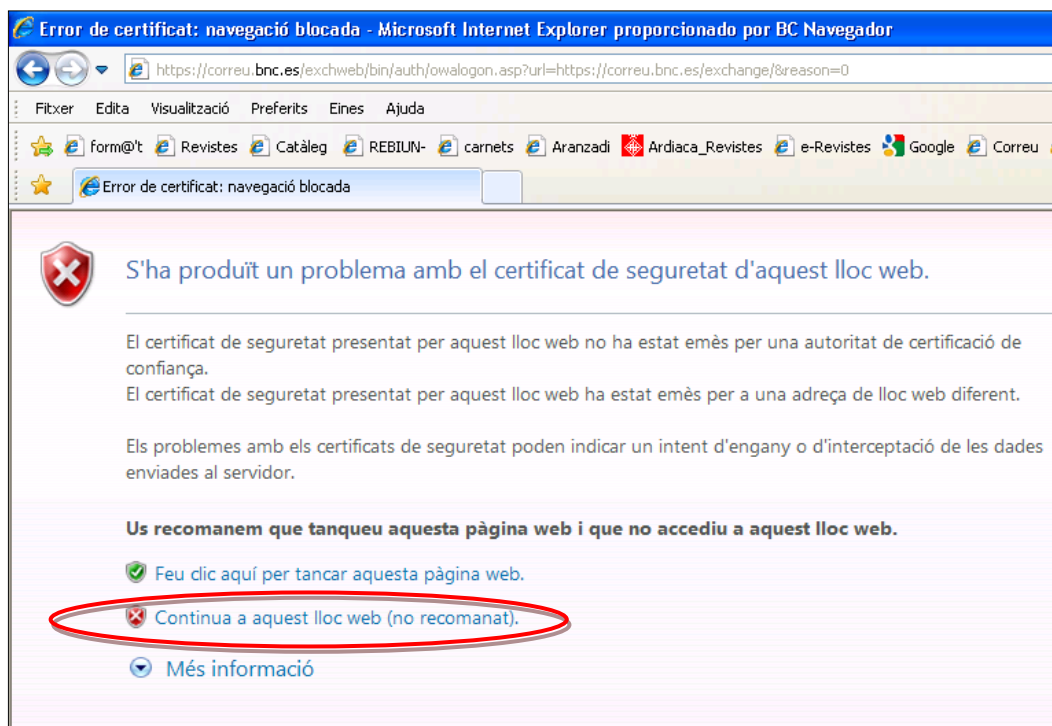 Error de certificat: navegació blocada - Microsoft Internet Explorer proporcionado por BC Navegador
https://correu.bnc.es/exchweb/bin/auth/owalogon.asp?url=https://correu.bnc.es/exchange/&reason=0
Fitxer Edita Visualització Preferits Eines Ajuda
form@'t Revistes Catàleg REBIUN- carnets Aranzadi Ardiaca_Revistes e-Revistes Google Correu
Error de certificat: navegació blocada
S'ha produït un problema amb el certificat de seguretat d'aquest lloc web.
El certificat de seguretat presentat per aquest lloc web no ha estat emès per una autoritat de certificació de
confiança.
El certificat de seguretat presentat per aquest lloc web ha estat emès per a una adreça de lloc web diferent.
Els problemes amb els certificats de seguretat poden indicar un intent d'engany o d'interceptació de les dades
enviades al servidor.
Us recomanem que tanqueu aquesta pàgina web i que no accediu a aquest lloc web.
Feu clic aquí per tancar aquesta pàgina web.
Continua a aquest lloc web (no recomanat).
Més informació